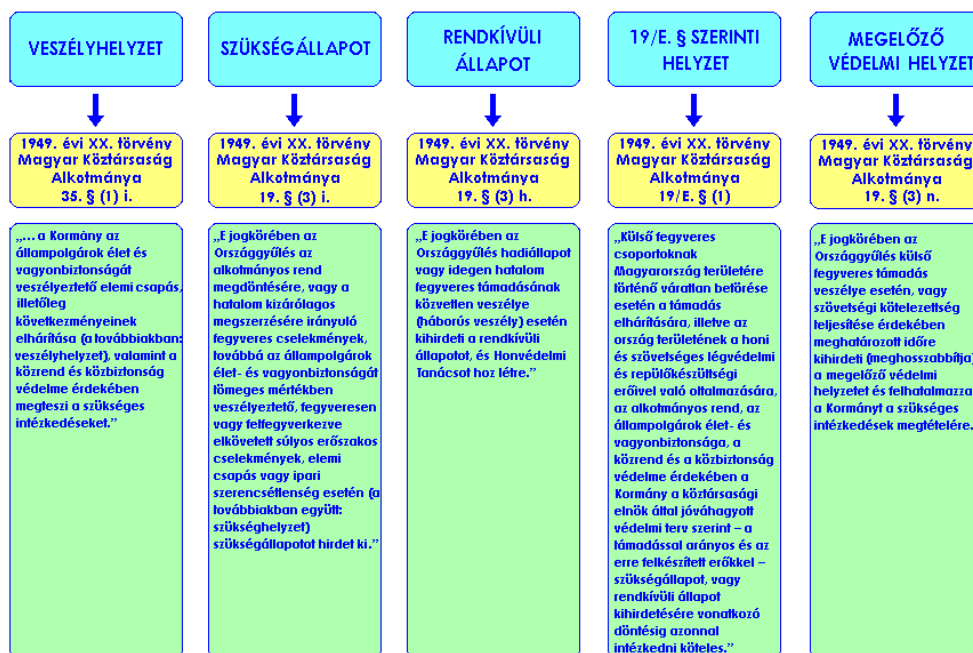 VESZÉLYHELYZET
1949. évi XX. törvény
Magyar Köztársaság
Alkotmánya
35. § (1) i.
„... a Kormány az
állampolgárok élet és
vagyonbiztonságát
veszélyeztető elemi csapás,
illetőleg
következményeinek
elhárítása (a továbbiakban:
veszélyhelyzet), valamint a
közrend és közbiztonság
védelme érdekében
megteszi a szükséges
intézkedéseket.”
SZÜKSÉGÁLLAPOT
1949. évi XX. törvény
Magyar Köztársaság
Alkotmánya
19. § (3) i.
„E jogkörében az
Országgyűlés az
alkotmányos rend
megdöntésére, vagy a
hatalom kizárólagos
megszerzésére irányuló
fegyveres cselekmények,
továbbá az állampolgárok
élet- és vagyonbiztonságát
tömeges mértékben
veszélyeztető, fegyveresen
vagy felfegyverkezve
elkövetett súlyos erőszakos
cselekmények, elemi
csapás vagy ipari
szerencsétlenség esetén (a
továbbiakban együtt:
szükséghelyzet)
szükségállapotot hirdet ki.”
RENDKÍVÜLI
ÁLLAPOT
1949. évi XX. törvény
Magyar Köztársaság
Alkotmánya
19. § (3) h.
„E jogkörében az
Országgyűlés hadiállapot
vagy idegen hatalom
fegyveres támadásának
közvetlen veszélye
(háborús veszély) esetén
kihirdeti a rendkívüli
állapotot, és Honvédelmi
Tanácsot hoz létre.”
19/E. § SZERINTI
HELYZET
1949. évi XX. törvény
Magyar Köztársaság
Alkotmánya
19/E. § (1)
„Külső fegyveres
csoportoknak
Magyarország területére
történő váratlan betörése
esetén a támadás
elhárítására, illetve az
ország területének a honi
és szövetséges légvédelmi
és repülőkészültségi
erőivel való oltalmazására,
az alkotmányos rend, az
állampolgárok élet- és
vagyonbiztonsága, a
közrend és a közbiztonság
védelme érdekében a
Kormány a köztársasági
elnök által jóváhagyott
védelmi terv szerint – a
támadással arányos és az
erre felkészített erőkkel –
szükségállapot, vagy
rendkívüli állapot
kihirdetésére vonatkozó
döntésig azonnal
intézkedni köteles.”
MEGELŐZŐ
VÉDELMI HELYZET
1949. évi XX. törvény
Magyar Köztársaság
Alkotmánya
19. § (3) n.
„E jogkörében az
Országgyűlés külső
fegyveres támadás
veszélye esetén, vagy
szövetségi kötelezettség
teljesítése érdekében
meghatározott időre
kihirdeti (meghosszabbítja)
a megelőző védelmi
helyzetet és felhatalmazza
a Kormányt a szükséges
intézkedések megtételére.